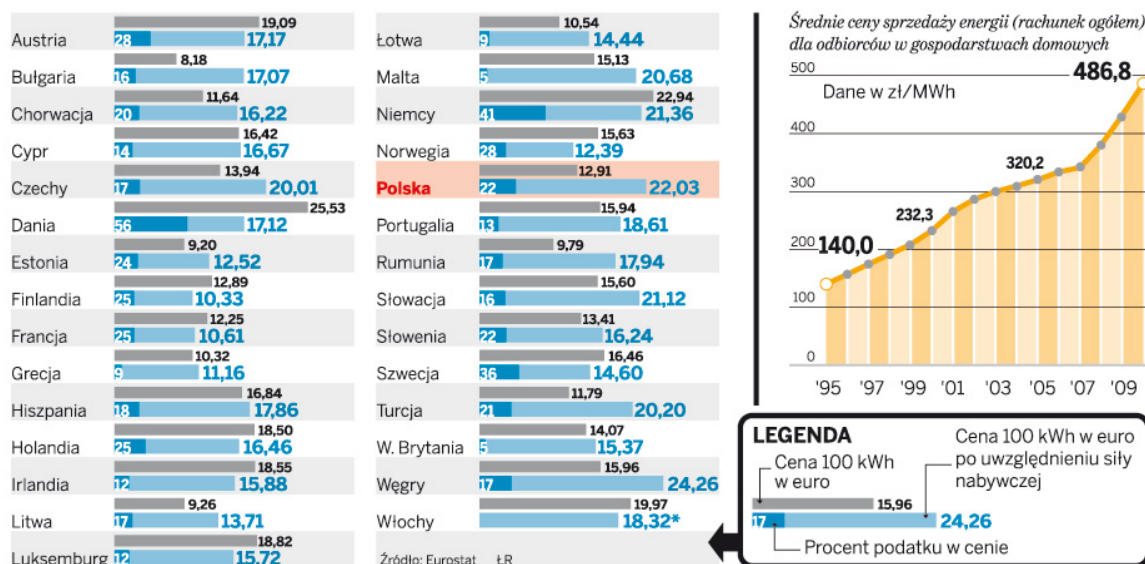 19,09
Austria 28 17,17
8,18
Bułgaria 16 17,07
11,64
Chorwacja 20 16,22
16,42
Cypr 14 16,67
13,94
Czechy 17 20,01
25,53
Dania 56 17,12
9,20
Estonia 24 12,52
12,89
Finlandia 25 10,33
12,25
Francja 25 10,61
10,32
Grecja 9 11,16
16,84
Hiszpania 18 17,86
18,50
Holandia 25 16,46
18,55
Irlandia 12 15,88
9,26
Litwa 17 13,71
18,82
Luksemburg 12 15,72
10,54
Łotwa 9 14,44
15,13
Malta 5 20,68
22,94
Niemcy 41 21,36
15,63
Norwegia 28 12,39
12,91
Polska 22 22,03
15,94
Portugalia 13 18,61
9,79
Rumunia 17 17,94
15,60
Słowacja 16 21,12
13,41
Słowenia 22 16,24
16,46
Szwecja 36 14,60
11,79
Turcja 21 20,20
14,07
W. Brytania 5 15,37
15,96
Węgry 17 24,26
19,97
Włochy 18,32*
Źródło: Eurostat ŁR
Średnie ceny sprzedaży energii (rachunek ogółem)
dla odbiorców w gospodarstwach domowych
500
486,8
Dane w zł/MWh
400
300
320,2
232,3
200
140,0
100
0
'95 '97 '99 '01 '03 '05 '07 '09
LEGENDA
Cena 100 kWh
w euro
Cena 100 kWh w euro
po uwzględnieniu siły
nabywczej
15,96
17 24,26
Procent podatku w cenie